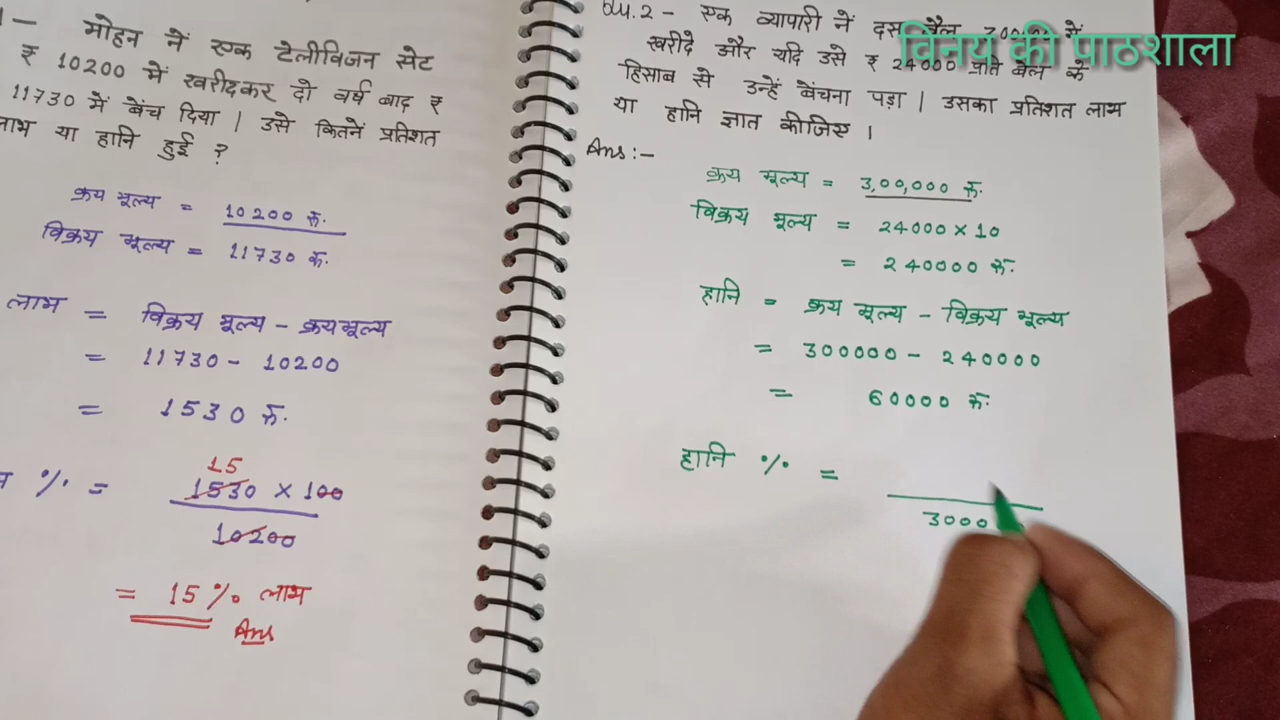 मोहन नें एक टेलीविजन सेट
₹ 10200 में खरीदकर दो वर्ष बाद ₹
11730 में बेंच दिया । उसे कितनें प्रतिशत
लाभ या हानि हुई ?
क्रय मूल्य = 10200 रु.
विक्रय मूल्य = 11730 रु.
लाभ = विक्रय मूल्य - क्रयमूल्य
= 11730 - 10200
= 1530 रु.
15
% = 1530 × 100
10200
= 15% लाभ
Ans
Qu.2 - एक व्यापारी नें दस बैल में
खरीदे और यदि उसे ₹ 24000 प्रति बैल के
हिसाब से उन्हें बेंचना पड़ा । उसका प्रतिशत लाभ
या हानि ज्ञात कीजिए ।
Ans:-
क्रय मूल्य = 3,00,000 रु.
विक्रय मूल्य = 24000 × 10
= 240000 रु.
हानि = क्रय मूल्य - विक्रय मूल्य
= 300000 - 240000
= 60000 रु.
हानि % =
3000
विनय की पाठशाला